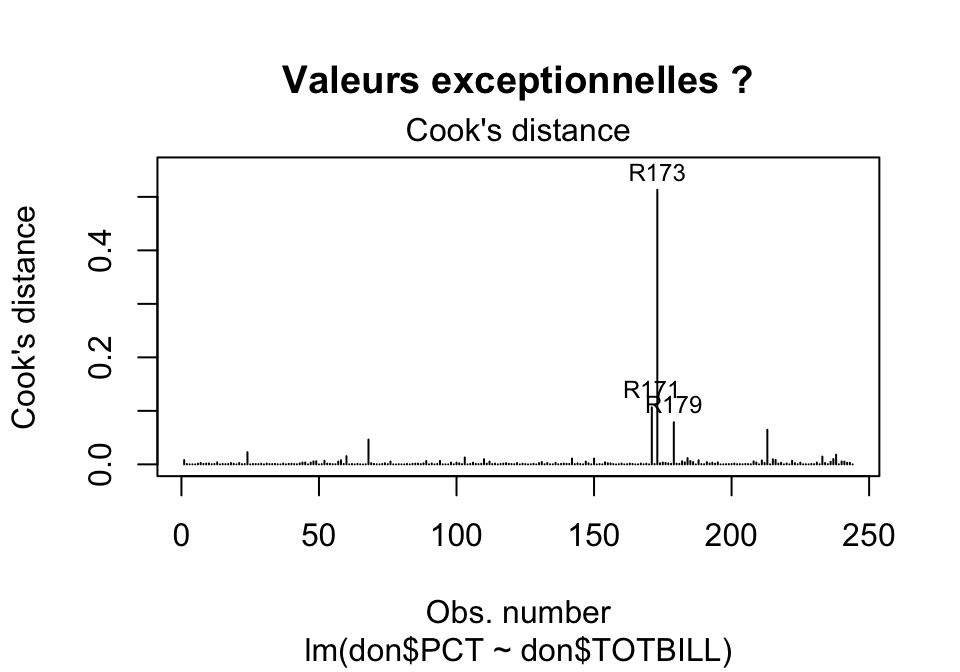 Valeurs exceptionnelles ?
Cook's distance
Cook's distance
0.4
0.2
0.0
R173
R171
R179
0 50 100 150 200 250
Obs. number
lm(don$PCT ~ don$TOTBILL)